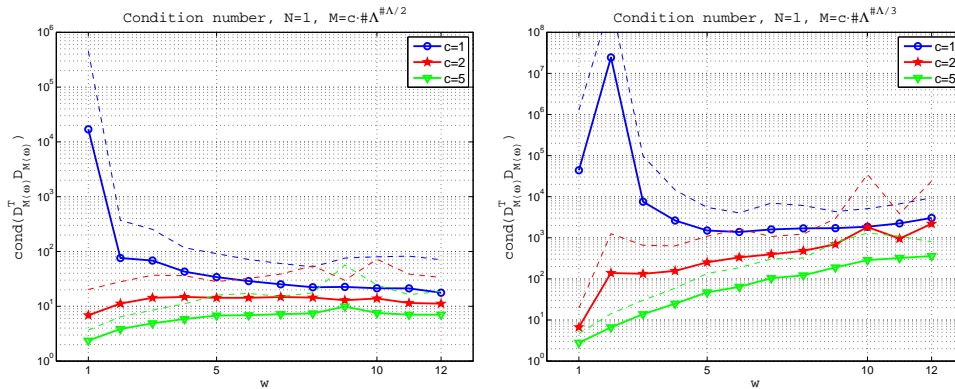 Condition number, N=1, M=c·#Λ^{#Λ/2}
cond(D^T_{M(ω)}D_{M(ω)})
10^6
10^5
10^4
10^3
10^2
10^1
10^0
1
5
10
12
w
c=1
c=2
c=5
Condition number, N=1, M=c·#Λ^{#Λ/3}
cond(D^T_{M(ω)}D_{M(ω)})
10^8
10^7
10^6
10^5
10^4
10^3
10^2
10^1
10^0
1
5
10
12
w
c=1
c=2
c=5